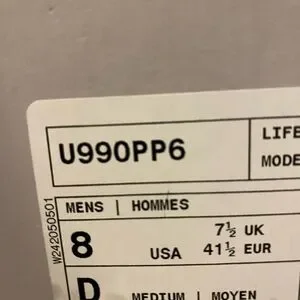 U990PP6
LIFE
MODE
MENS | HOMMES
8 USA 7½ UK
41½ EUR
D MEDIUM | MOYEN
W242050501